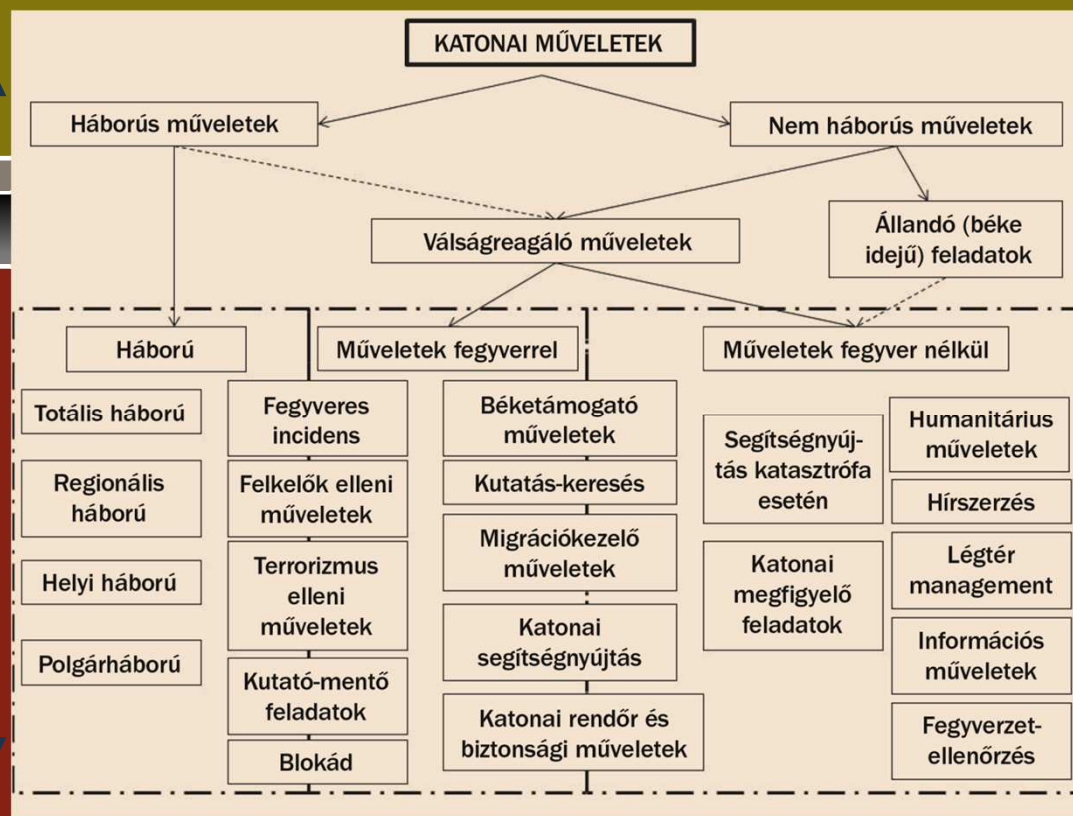 KATONAI MŰVELETEK
Háborús műveletek
Nem háborús műveletek
Válságreagáló műveletek
Állandó (béke
idejű) feladatok
Háború
Műveletek fegyverrel
Műveletek fegyver nélkül
Totális háború
Regionális
háború
Helyi háború
Polgárháború
Fegyveres
incidens
Felkelők elleni
műveletek
Terrorizmus
elleni
műveletek
Kutató-mentő
feladatok
Blokád
Béketámogató
műveletek
Kutatás-keresés
Migrációkezelő
műveletek
Katonai
segítségnyújtás
Katonai rendőr és
biztonsági műveletek
Segítségnyúj-
tás katasztrófa
esetén
Katonai
megfigyelő
feladatok
Humanitárius
műveletek
Hírszerzés
Légtér
management
Információs
műveletek
Fegyverzet-
ellenőrzés